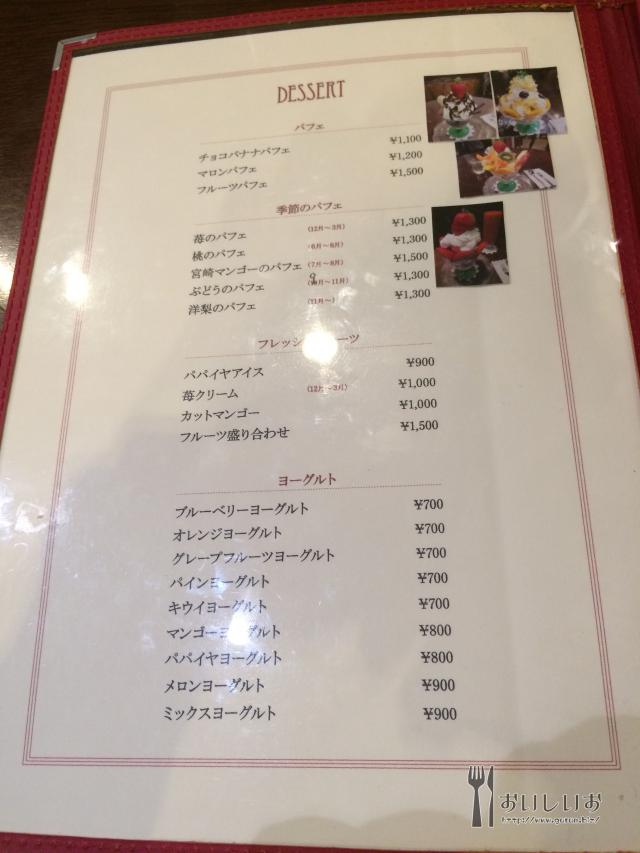 DESSERT
パフェ
チョコバナナパフェ ¥1,100
マロンパフェ ¥1,200
フルーツパフェ ¥1,500
季節のパフェ
苺のパフェ (12月～3月) ¥1,300
桃のパフェ (6月～8月) ¥1,300
宮崎マンゴーのパフェ (7月～8月) ¥1,500
ぶどうのパフェ 9月～11月) ¥1,300
洋梨のパフェ (11月～) ¥1,300
フレッシ ーツ
パパイヤアイス ¥900
苺クリーム (12月～3月) ¥1,000
カットマンゴー ¥1,000
フルーツ盛り合わせ ¥1,500
ヨーグルト
ブルーベリーヨーグルト ¥700
オレンジヨーグルト ¥700
グレープフルーツヨーグルト ¥700
パインヨーグルト ¥700
キウイヨーグルト ¥700
マンゴーヨーグルト ¥800
パパイヤヨーグルト ¥800
メロンヨーグルト ¥900
ミックスヨーグルト ¥900
おいしいお